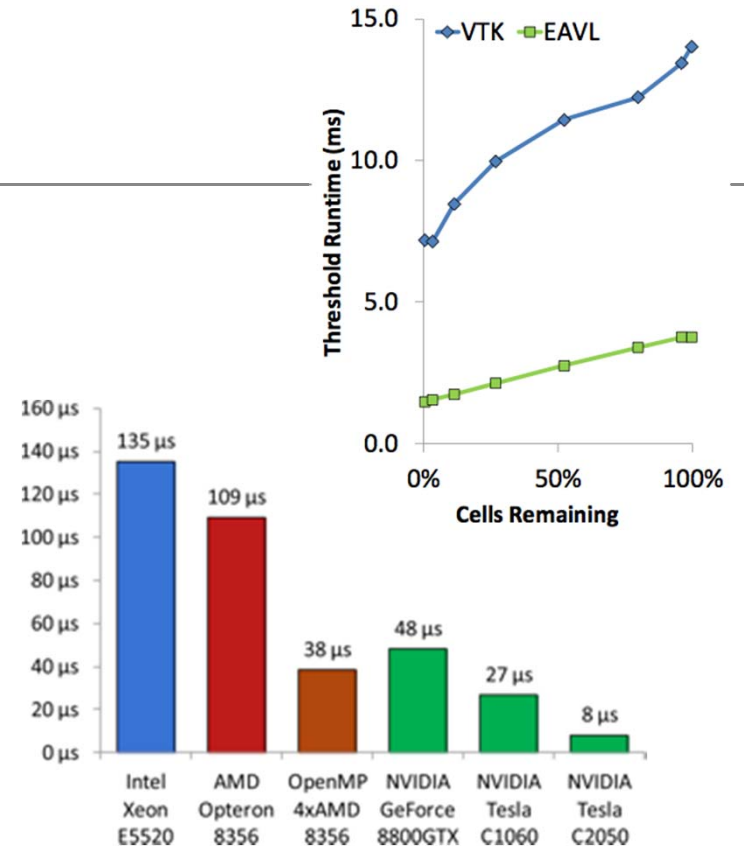 15.0
VTK EAVL
Threshold Runtime (ms)
10.0
5.0
0.0
0% 50% 100%
Cells Remaining
160 µs
140 µs
120 µs
100 µs
80 µs
60 µs
40 µs
20 µs
0 µs
135 µs
109 µs
38 µs
48 µs
27 µs
8 µs
Intel
Xeon
E5520
AMD
Opteron
8356
OpenMP
4xAMD
8356
NVIDIA
GeForce
8800GTX
NVIDIA
Tesla
C1060
NVIDIA
Tesla
C2050